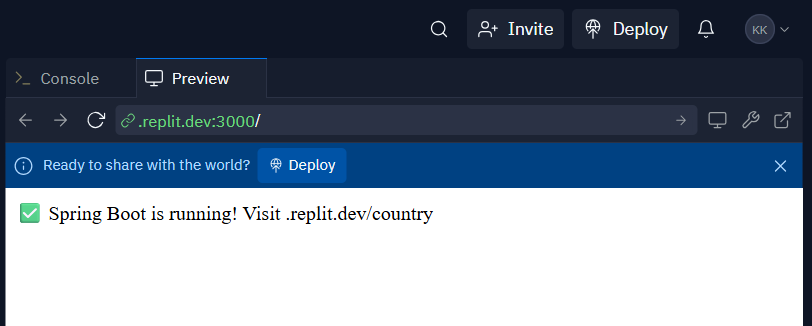 Invite Deploy KK
>_ Console Preview
.replit.dev:3000/
Ready to share with the world? Deploy
✅ Spring Boot is running! Visit .replit.dev/country